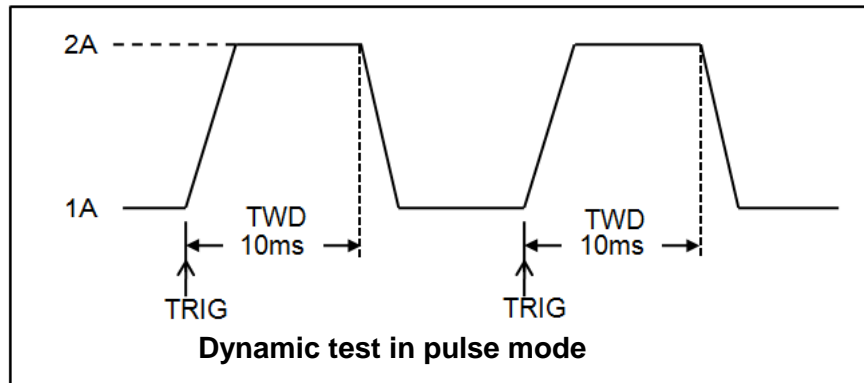 2A
1A
TWD
10ms
TWD
10ms
TRIG
TRIG
Dynamic test in pulse mode